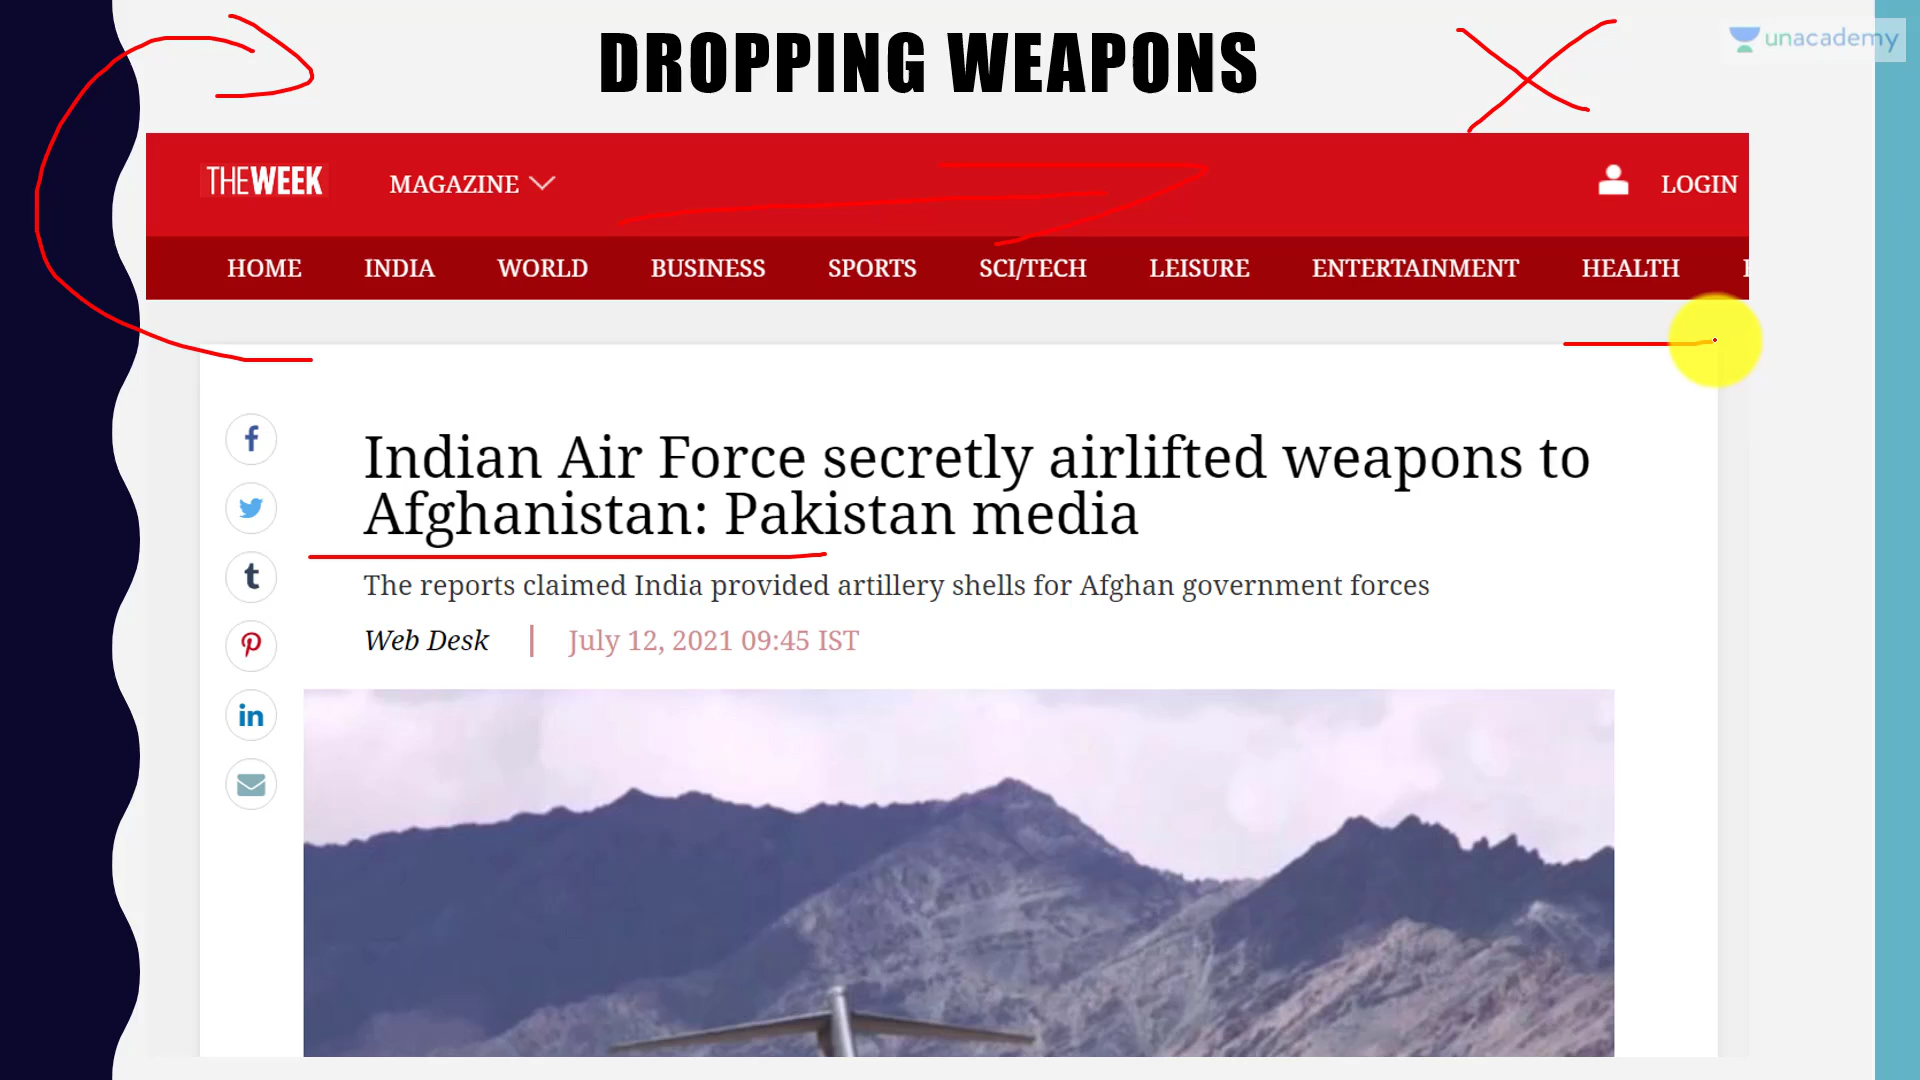 DROPPING WEAPONS
unacademy
THEWEEK
MAGAZINE
LOGIN
HOME INDIA WORLD BUSINESS SPORTS SCI/TECH LEISURE ENTERTAINMENT HEALTH
Indian Air Force secretly airlifted weapons to
Afghanistan: Pakistan media
The reports claimed India provided artillery shells for Afghan government forces
Web Desk | July 12, 2021 09:45 IST